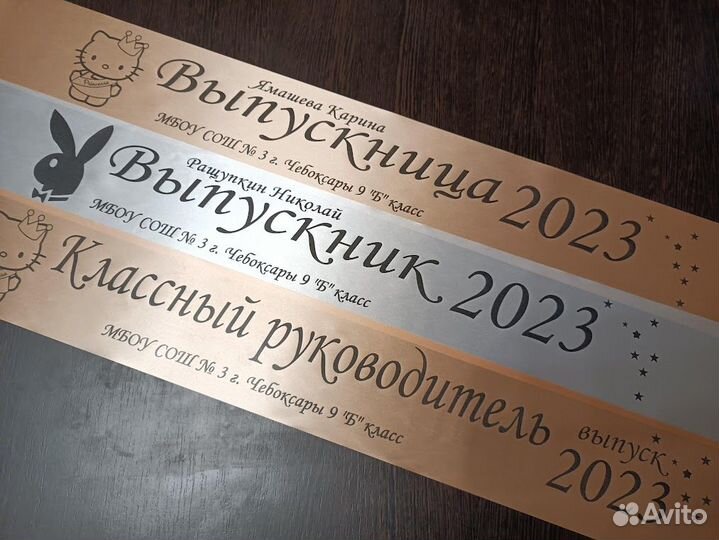 Princess
Ямашева Карина
Выпускница 2023
МБОУ СОШ № 3 г. Чебоксары 9 "Б" класс
Ращупкин Николай
Выпускник 2023
МБОУ СОШ № 3 г. Чебоксары 9 "Б" класс
Классный руководитель
МБОУ СОШ № 3 г. Чебоксары 9 "Б" класс
выпуск
2023
Avito